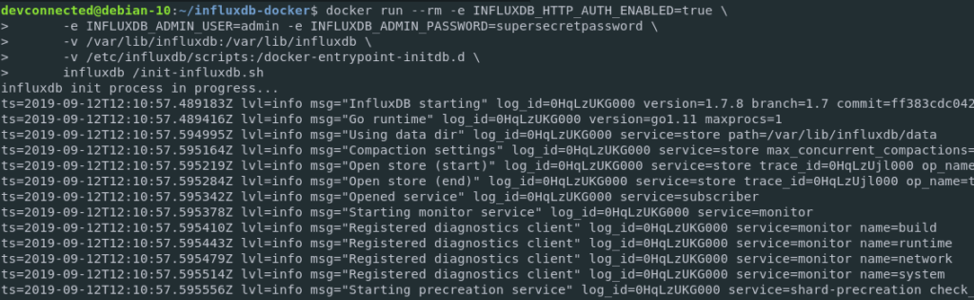 devconnected@debian-10:~/influxdb-docker$ docker run --rm -e INFLUXDB_HTTP_AUTH_ENABLED=true \
>       -e INFLUXDB_ADMIN_USER=admin -e INFLUXDB_ADMIN_PASSWORD=supersecretpassword \
>       -v /var/lib/influxdb:/var/lib/influxdb \
>       -v /etc/influxdb/scripts:/docker-entrypoint-initdb.d \
>       influxdb /init-influxdb.sh
influxdb init process in progress...
ts=2019-09-12T12:10:57.489183Z lvl=info msg="InfluxDB starting" log_id=0HqLzUKG000 version=1.7.8 branch=1.7 commit=ff383cdc042
ts=2019-09-12T12:10:57.489416Z lvl=info msg="Go runtime" log_id=0HqLzUKG000 version=go1.11 maxprocs=1
ts=2019-09-12T12:10:57.594995Z lvl=info msg="Using data dir" log_id=0HqLzUKG000 service=store path=/var/lib/influxdb/data
ts=2019-09-12T12:10:57.595164Z lvl=info msg="Compaction settings" log_id=0HqLzUKG000 service=store max_concurrent_compactions=
ts=2019-09-12T12:10:57.595219Z lvl=info msg="Open store (start)" log_id=0HqLzUKG000 service=store trace_id=0HqLzUjl000 op_name
ts=2019-09-12T12:10:57.595284Z lvl=info msg="Open store (end)" log_id=0HqLzUKG000 service=store trace_id=0HqLzUjl000 op_name=t
ts=2019-09-12T12:10:57.595342Z lvl=info msg="Opened service" log_id=0HqLzUKG000 service=subscriber
ts=2019-09-12T12:10:57.595378Z lvl=info msg="Starting monitor service" log_id=0HqLzUKG000 service=monitor
ts=2019-09-12T12:10:57.595410Z lvl=info msg="Registered diagnostics client" log_id=0HqLzUKG000 service=monitor name=build
ts=2019-09-12T12:10:57.595443Z lvl=info msg="Registered diagnostics client" log_id=0HqLzUKG000 service=monitor name=runtime
ts=2019-09-12T12:10:57.595479Z lvl=info msg="Registered diagnostics client" log_id=0HqLzUKG000 service=monitor name=network
ts=2019-09-12T12:10:57.595514Z lvl=info msg="Registered diagnostics client" log_id=0HqLzUKG000 service=monitor name=system
ts=2019-09-12T12:10:57.595556Z lvl=info msg="Starting precreation service" log_id=0HqLzUKG000 service=shard-precreation check